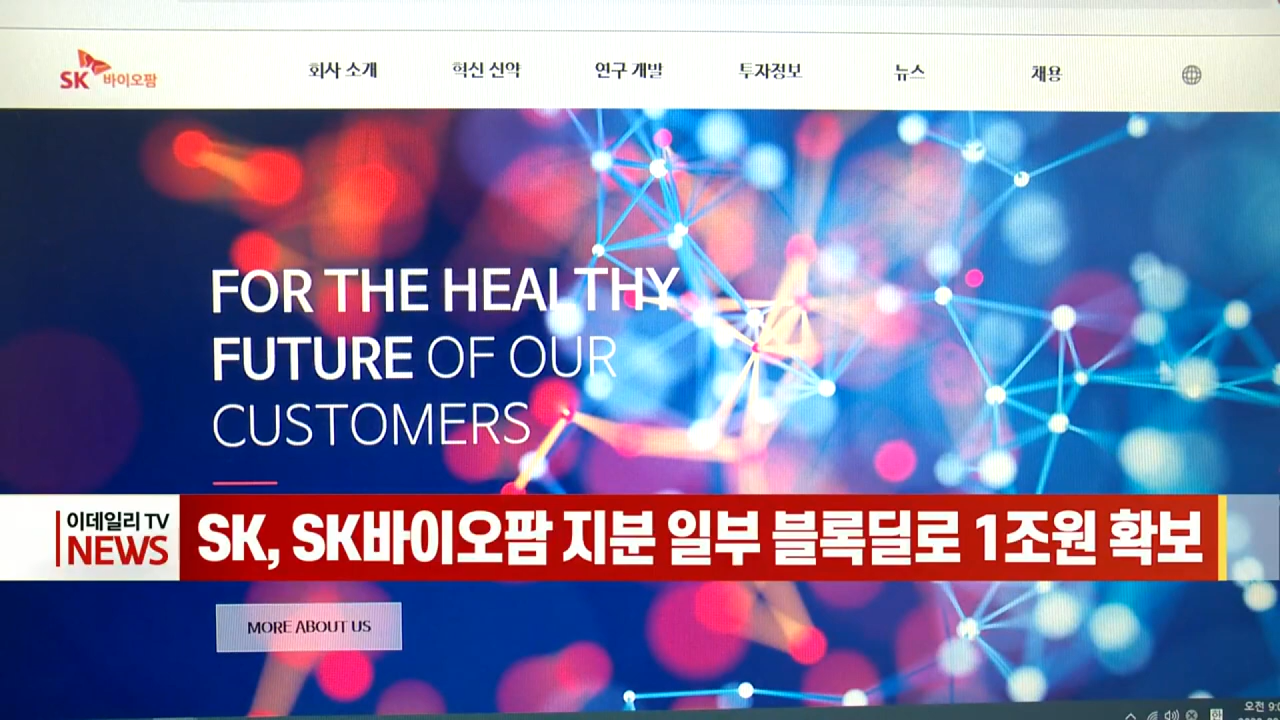 SK 바이오팜
회사 소개 혁신 신약 연구 개발 투자정보 뉴스 채용
FOR THE HEALTHY
FUTURE OF OUR
CUSTOMERS
이데일리 TV
NEWS
SK, SK바이오팜 지분 일부 블록딜로 1조원 확보
MORE ABOUT US
오전